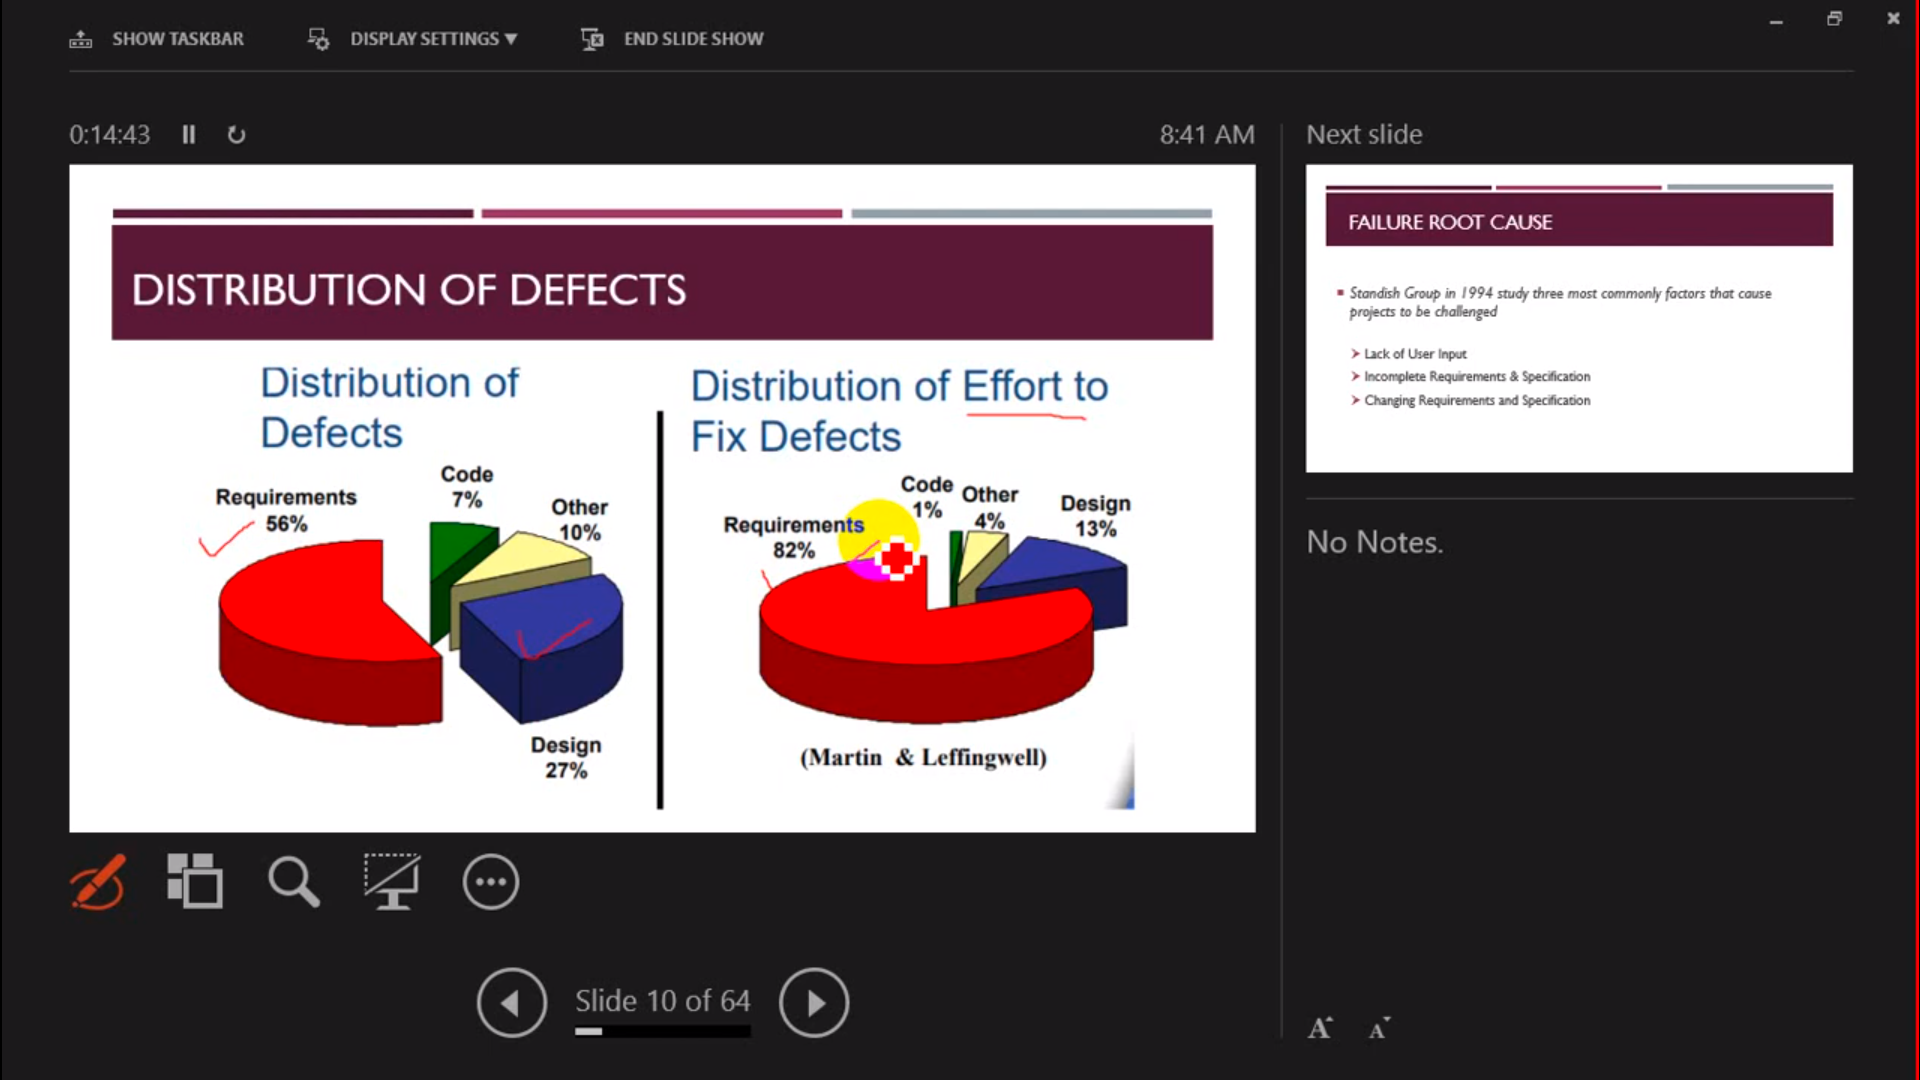 SHOW TASKBAR
DISPLAY SETTINGS ▼
END SLIDE SHOW
0:14:43
8:41 AM
DISTRIBUTION OF DEFECTS
Distribution of
Defects
Requirements
56%
Code
7%
Other
10%
Design
27%
Distribution of Effort to
Fix Defects
Requirements
82%
Code
1%
Other
4%
Design
13%
(Martin & Leffingwell)
Slide 10 of 64
Next slide
FAILURE ROOT CAUSE
Standish Group in 1994 study three most commonly factors that cause
projects to be challenged
Lack of User Input
Incomplete Requirements & Specification
Changing Requirements and Specification
No Notes.
A A